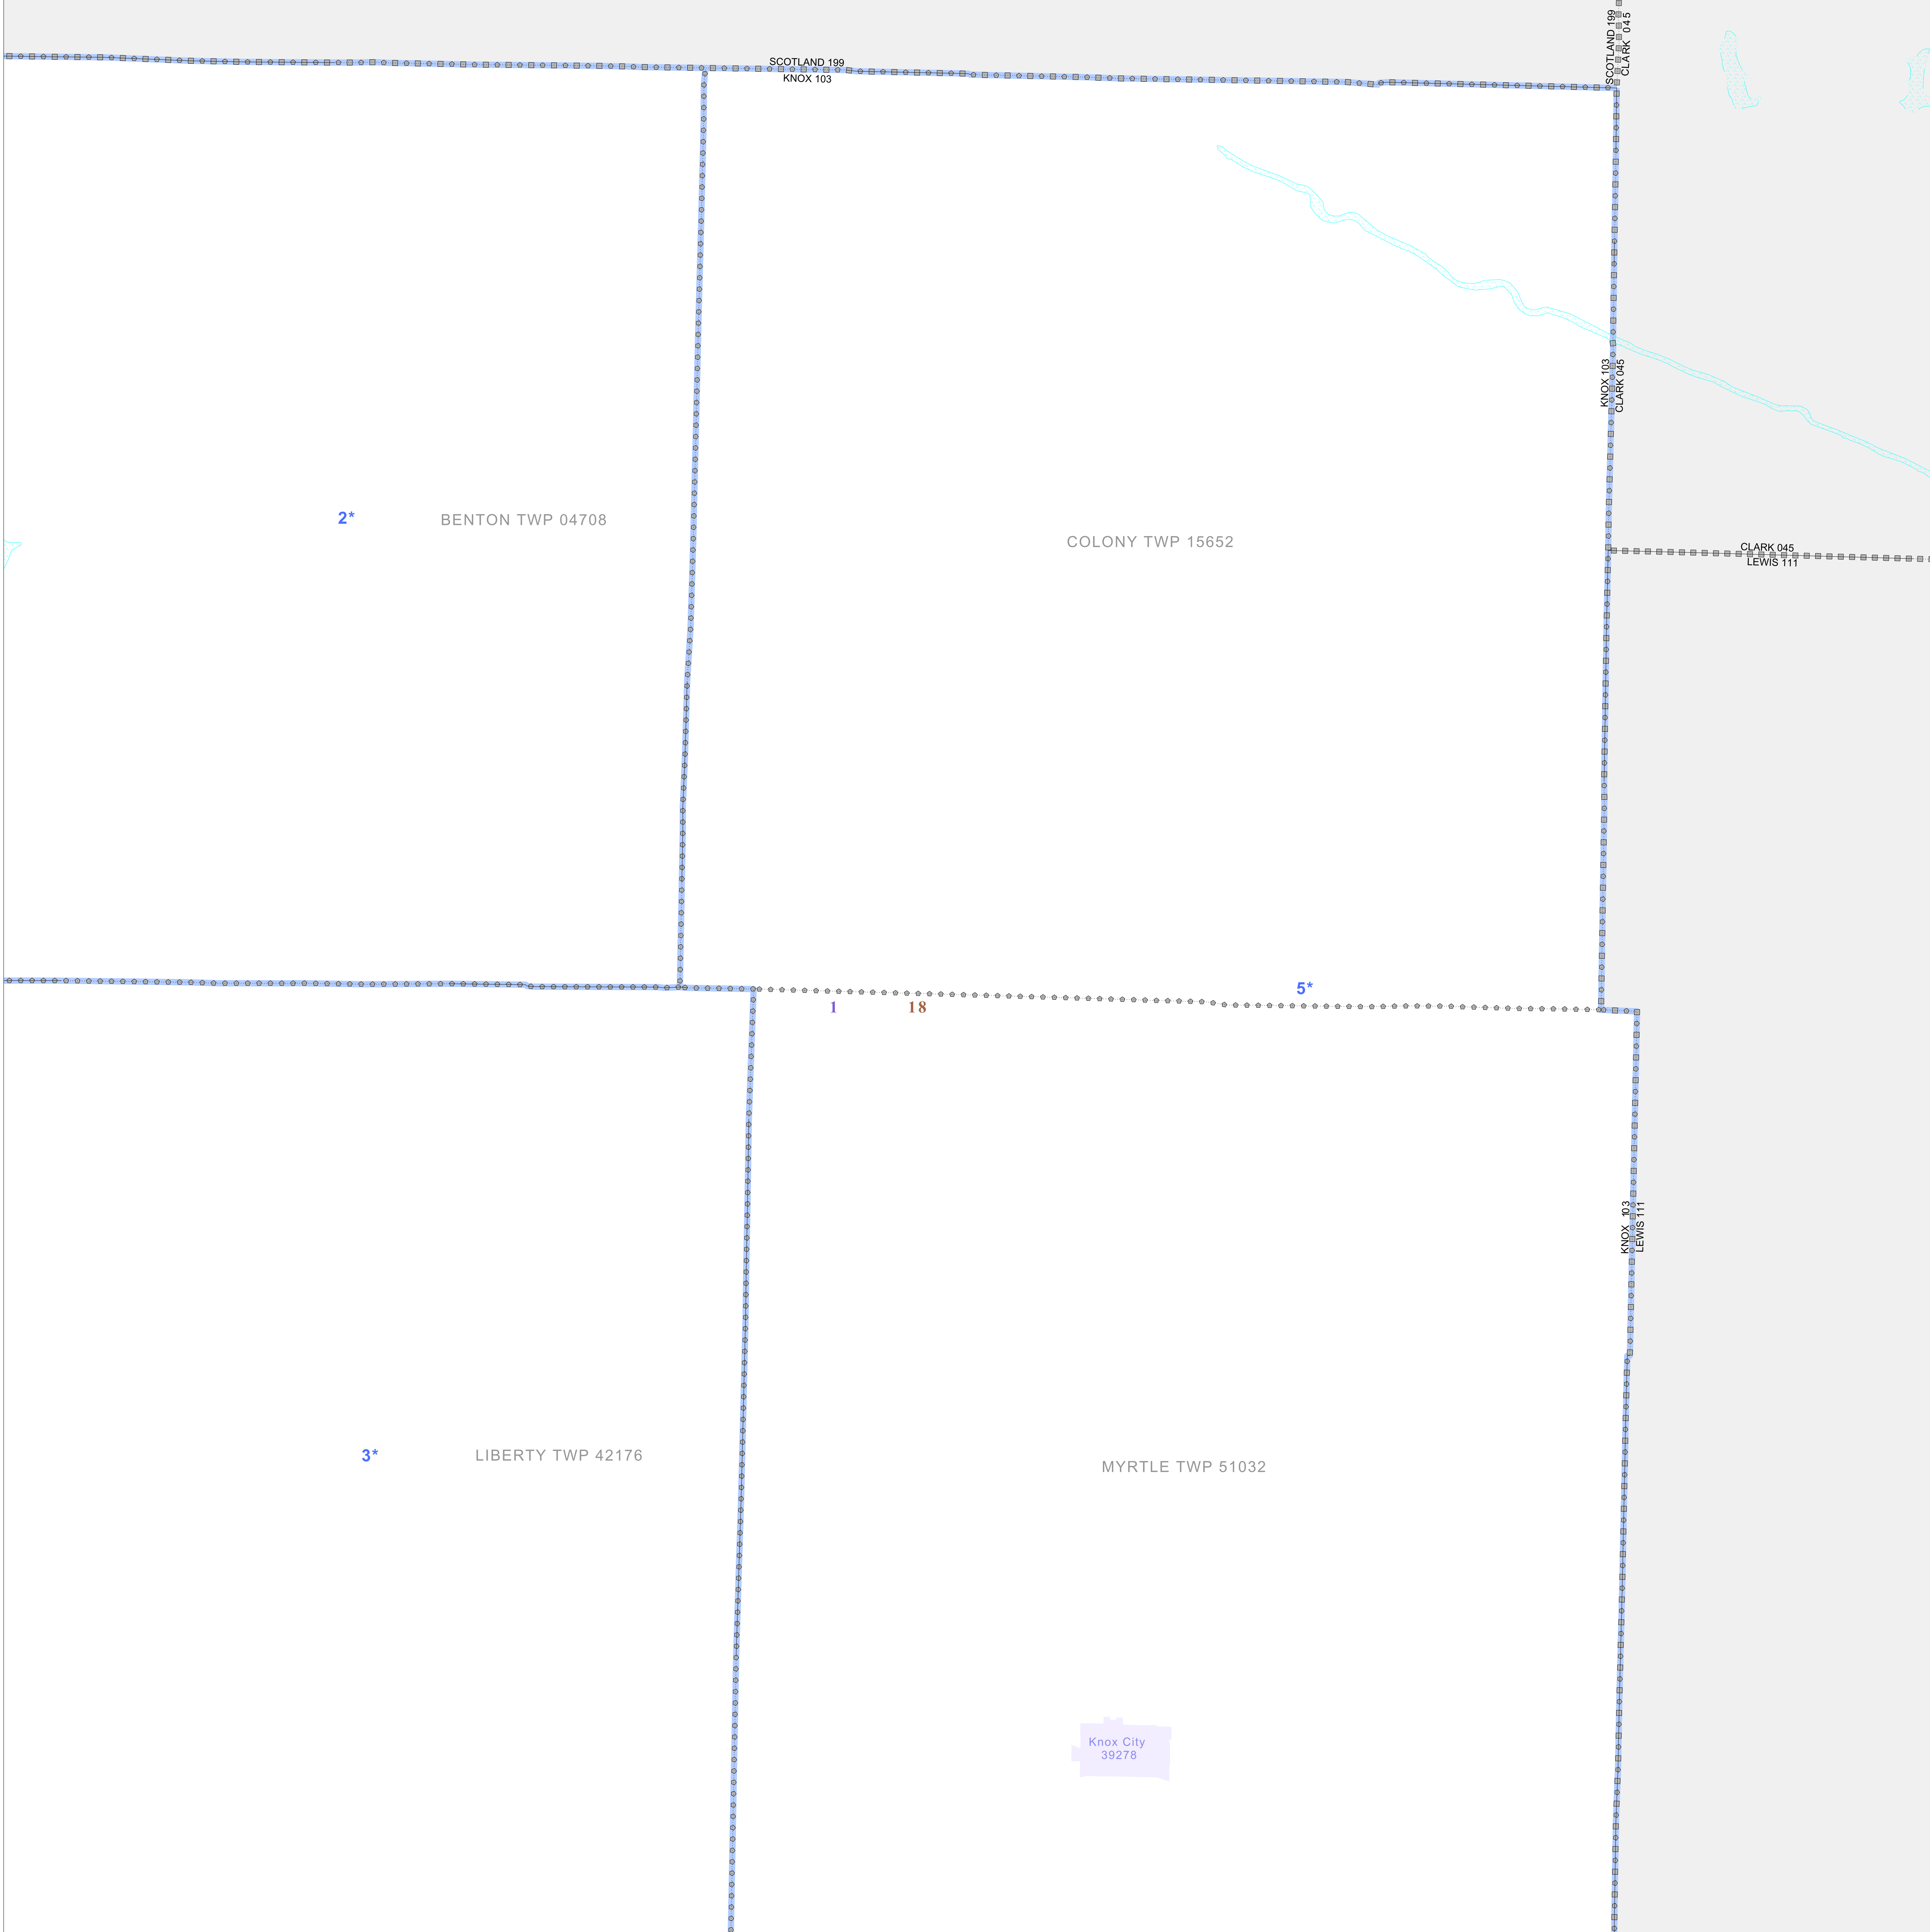 SCOTLAND 199
CLARK 045
SCOTLAND 199
KNOX 103
KNOX 103
CLARK 045
2*
BENTON TWP 04708
COLONY TWP 15652
CLARK 045
LEWIS 111
5*
1
18
KNOX 103
LEWIS 111
3*
LIBERTY TWP 42176
MYRTLE TWP 51032
Knox City
39278